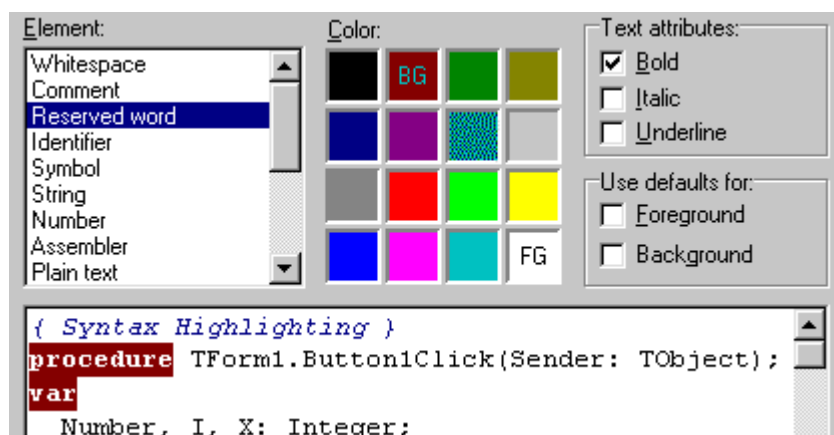 Element:
Whitespace
Comment
Reserved word
Identifier
Symbol
String
Number
Assembler
Plain text
Color:
BG
FG
Text attributes:
Bold
Italic
Underline
Use defaults for:
Foreground
Background
{ Syntax Highlighting }
procedure TForm1.Button1Click(Sender: TObject);
var
Number, I, X: Integer;